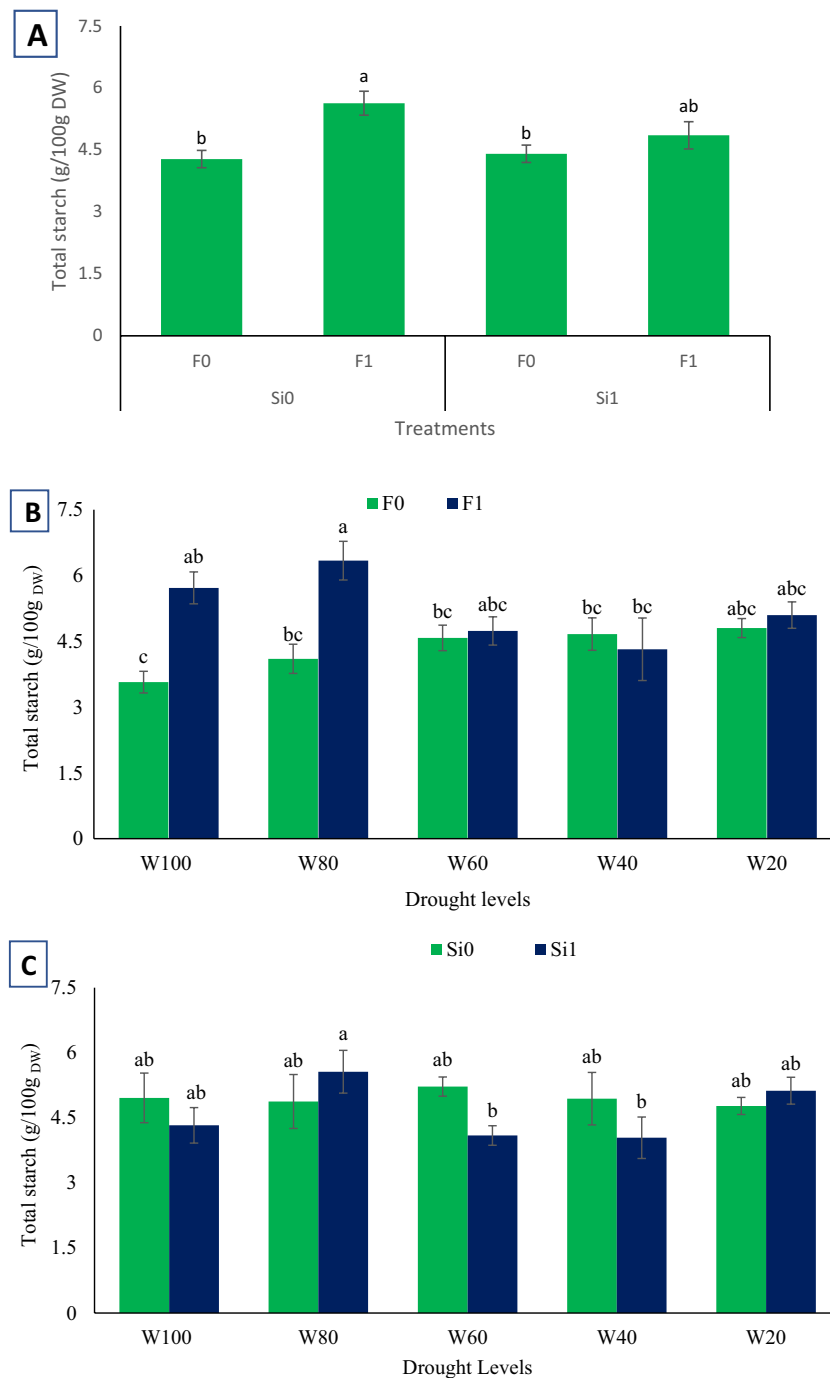 A
Total starch (g/100g DW)
7.5
6
4.5
3
1.5
0
b
a
b
ab
F0
F1
F0
F1
Si0
Si1
Treatments
B
F0
F1
Total starch (g/100g DW)
7.5
6
4.5
3
1.5
0
c
ab
bc
a
bc
abc
bc
bc
abc
abc
W100
W80
W60
W40
W20
Drought levels
C
Si0
Si1
Total starch (g/100g DW)
7.5
6
4.5
3
1.5
0
ab
ab
ab
a
ab
b
ab
b
ab
ab
W100
W80
W60
W40
W20
Drought Levels